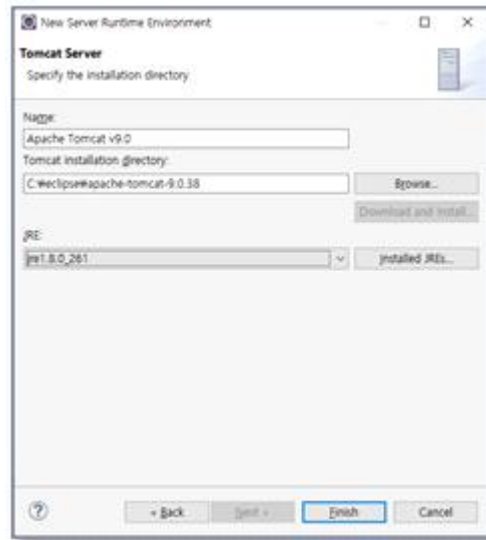 New Server Runtime Environment
Tomcat Server
Specify the installation directory
Name:
Apache Tomcat v9.0
Tomcat installation directory:
C:₩eclipse₩apache-tomcat-9.0.38
Browse...
Download and Install...
JRE:
jre1.8.0_261
Installed JREs...
< Back
Next >
Finish
Cancel